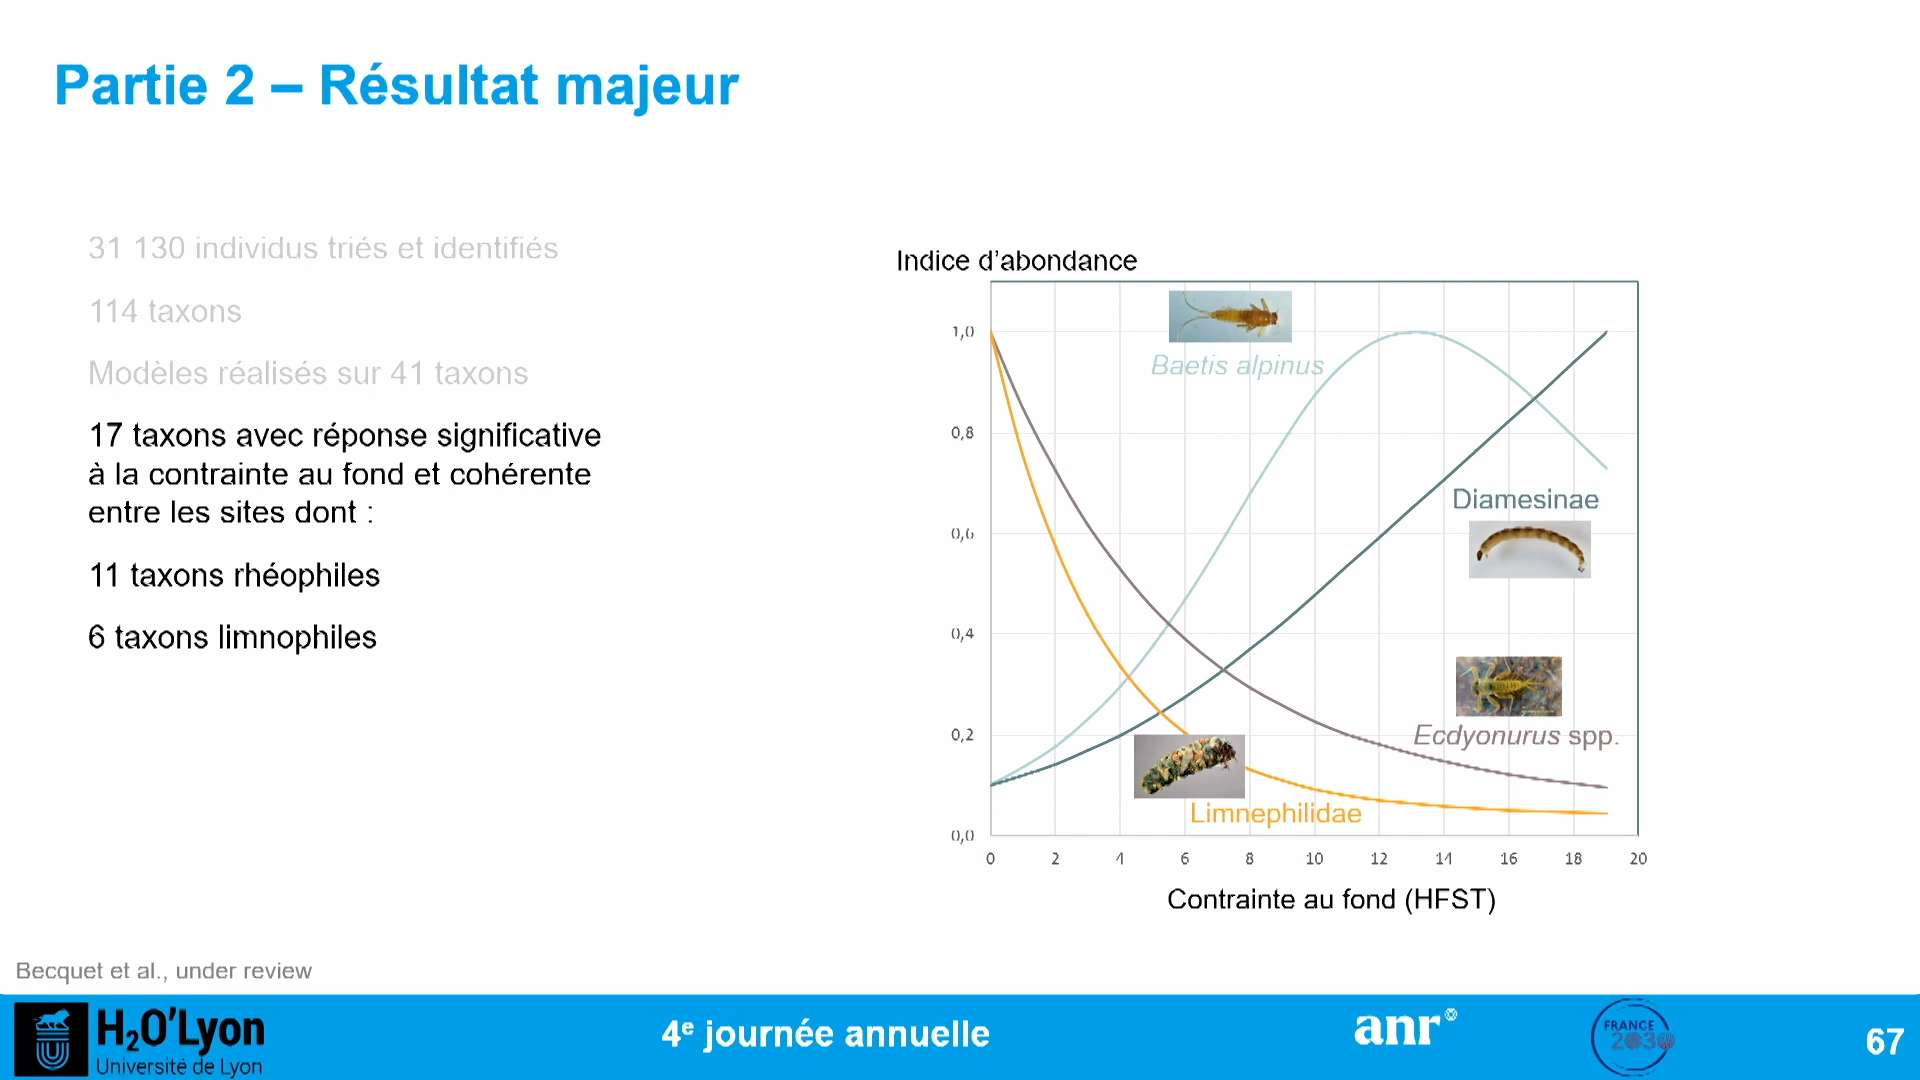 Partie 2 – Résultat majeur
31 130 individus triés et identifiés
114 taxons
Modèles réalisés sur 41 taxons
17 taxons avec réponse significative
à la contrainte au fond et cohérente
entre les sites dont :
11 taxons rhéophiles
6 taxons limnophiles
Indice d’abondance
1,0
0,8
0,6
0,4
0,2
0,0
0 2 4 6 8 10 12 14 16 18 20
Baetis alpinus
Diamesinae
Ecdyonurus spp.
Limnephilidae
Contrainte au fond (HFST)
Becquet et al., under review
H₂O’Lyon
Université de Lyon
4ᵉ journée annuelle
anr
FRANCE
2030
67